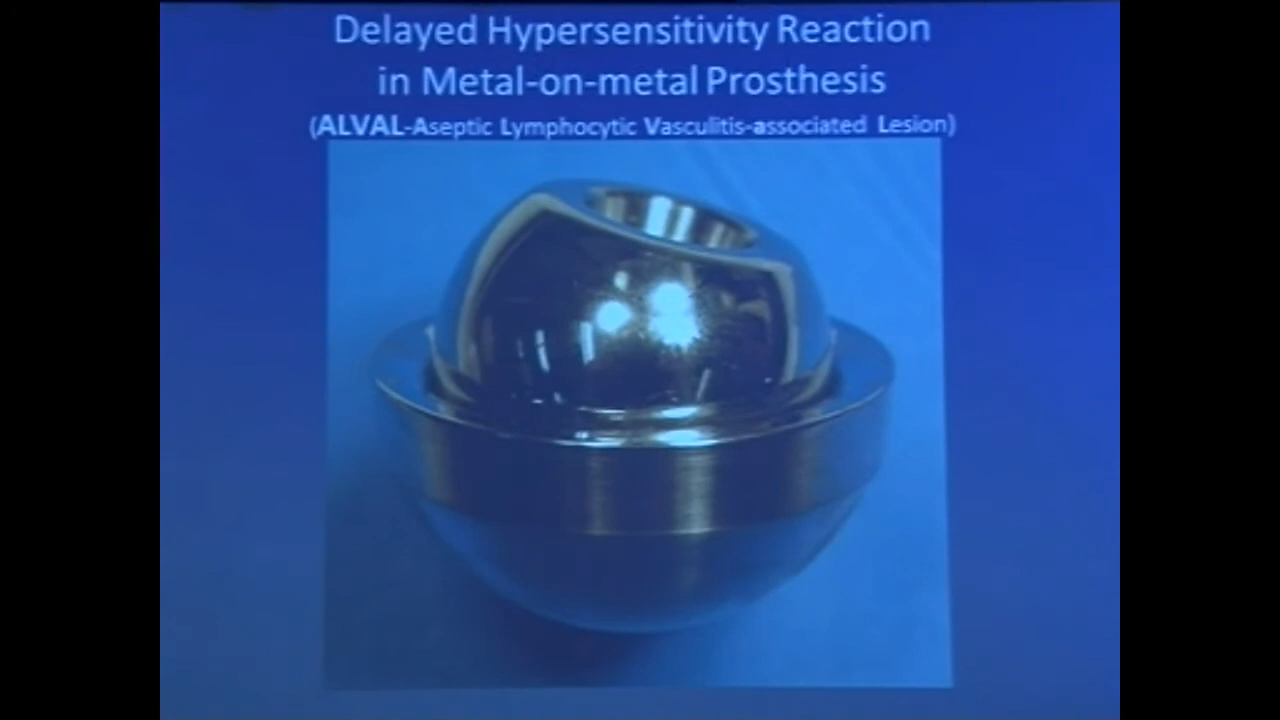 Delayed Hypersensitivity Reaction
in Metal-on-metal Prosthesis
(ALVAL-Aseptic Lymphocytic Vasculitis-associated Lesion)